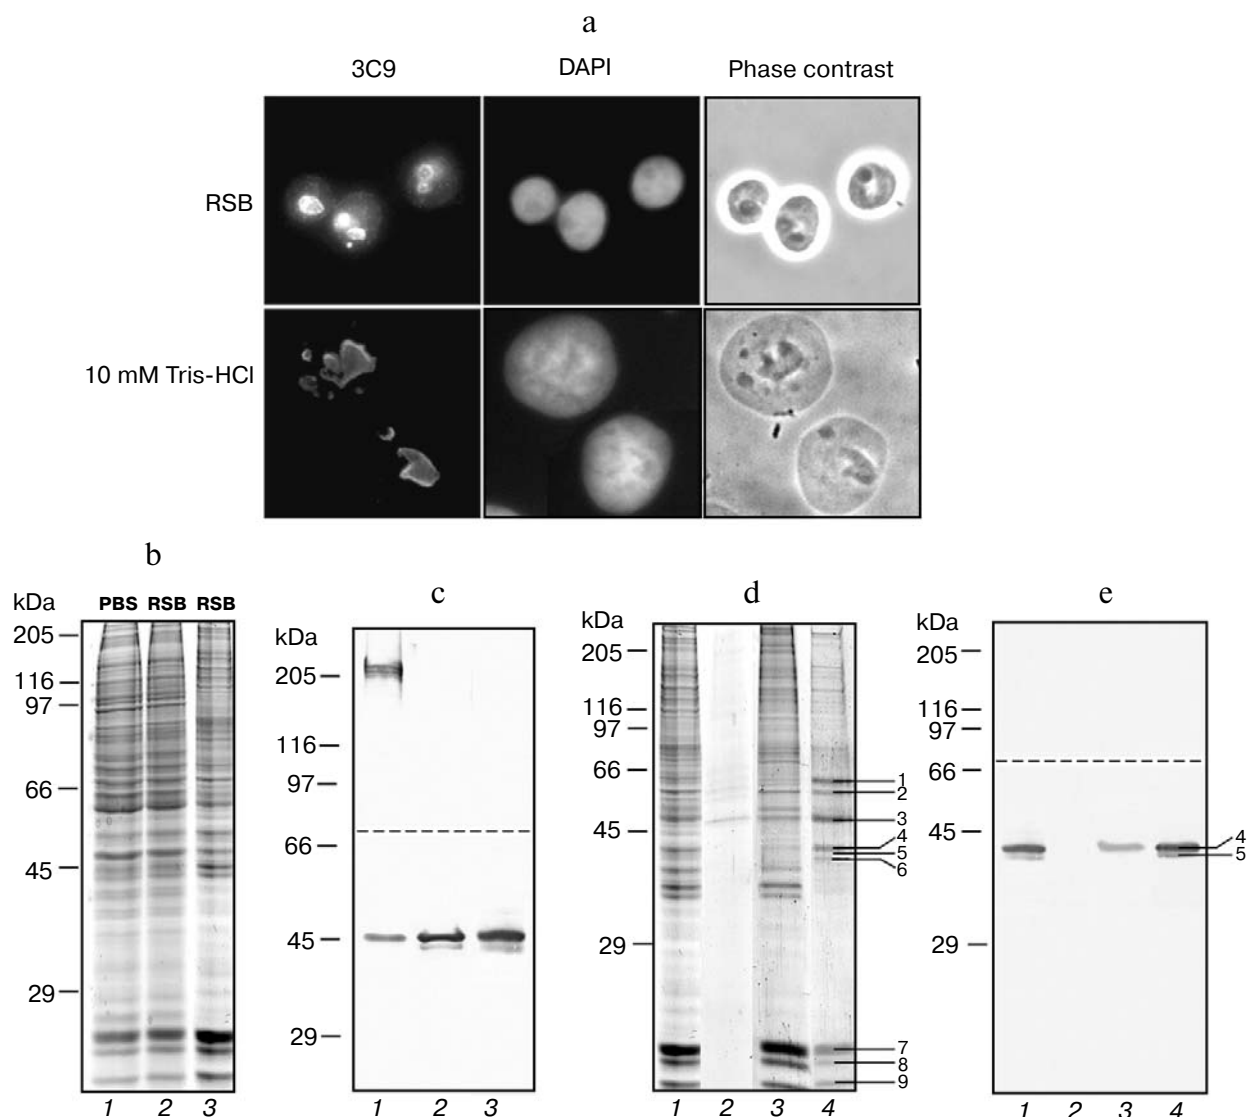 a
3C9 DAPI Phase contrast
RSB
10 mM Tris-HCl
b
kDa PBS RSB RSB
205
116
97
66
45
29
1 2 3
c
kDa
205
116
97
66
45
29
1 2 3
d
kDa
205
116
97
66
45
29
1
2
3
4
5
6
7
8
9
1 2 3 4
e
kDa
205
116
97
66
45
29
4
5
1 2 3 4